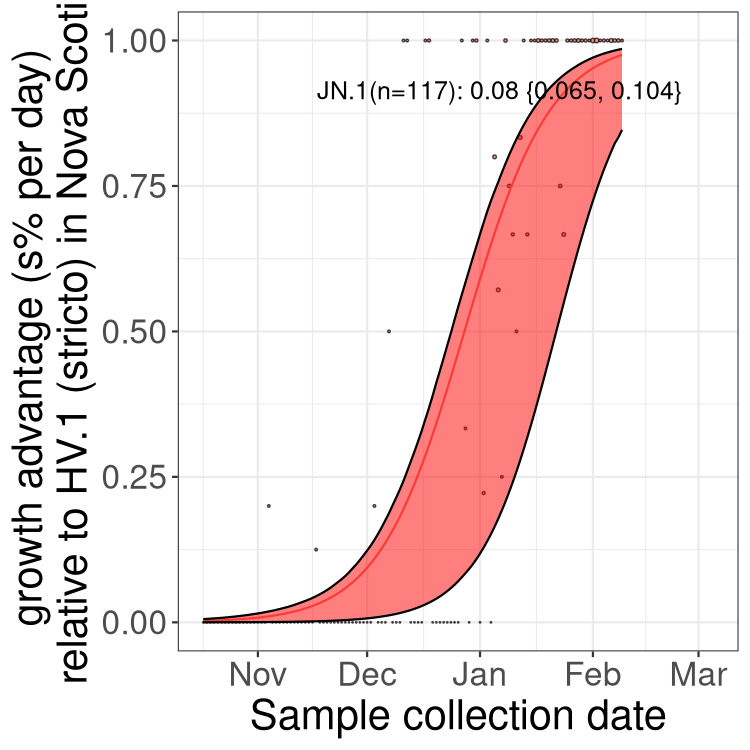 growth advantage (s% per day)
relative to HV.1 (stricto) in Nova Scoti
1.00
0.75
0.50
0.25
0.00
JN.1(n=117): 0.08 {0.065, 0.104}
Nov Dec Jan Feb Mar
Sample collection date